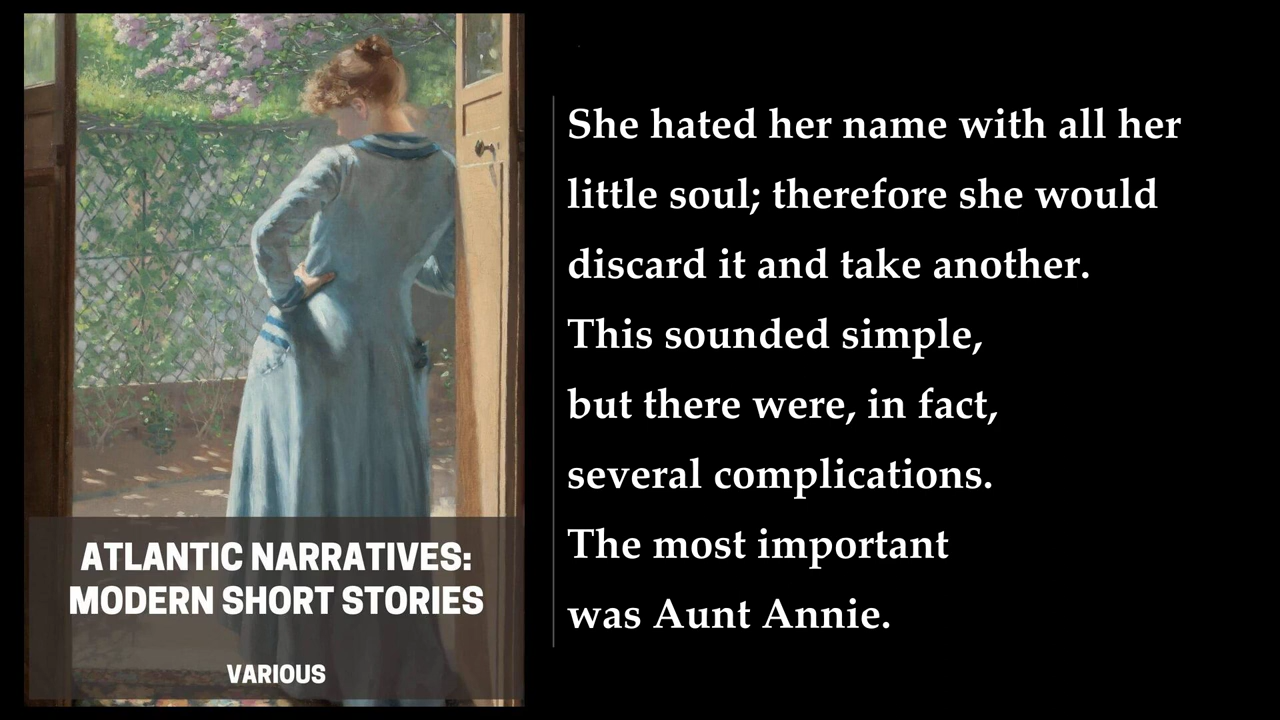 ATLANTIC NARRATIVES:
MODERN SHORT STORIES
VARIOUS
She hated her name with all her
little soul; therefore she would
discard it and take another.
This sounded simple,
but there were, in fact,
several complications.
The most important
was Aunt Annie.